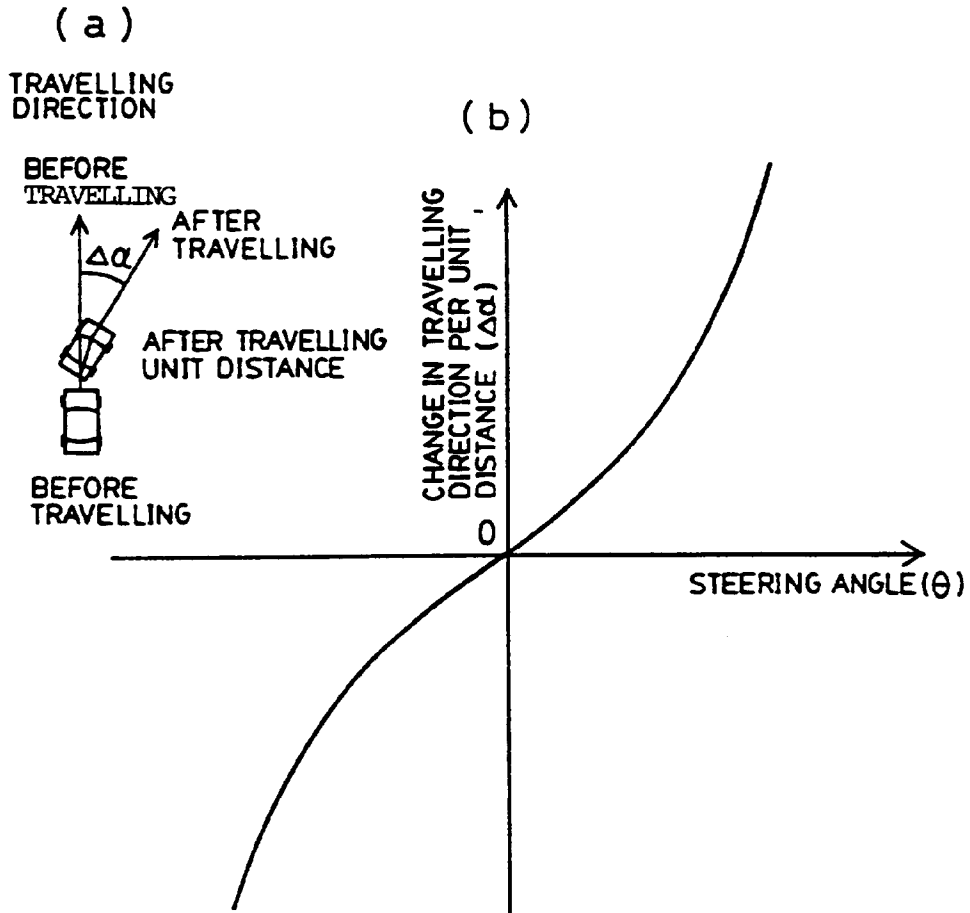 (a)
TRAVELLING
DIRECTION
BEFORE
TRAVELLING
AFTER
TRAVELLING
Δα
AFTER TRAVELLING
UNIT DISTANCE
BEFORE
TRAVELLING
(b)
CHANGE IN TRAVELLING
DIRECTION PER UNIT
DISTANCE (Δα)
0
STEERING ANGLE(θ)